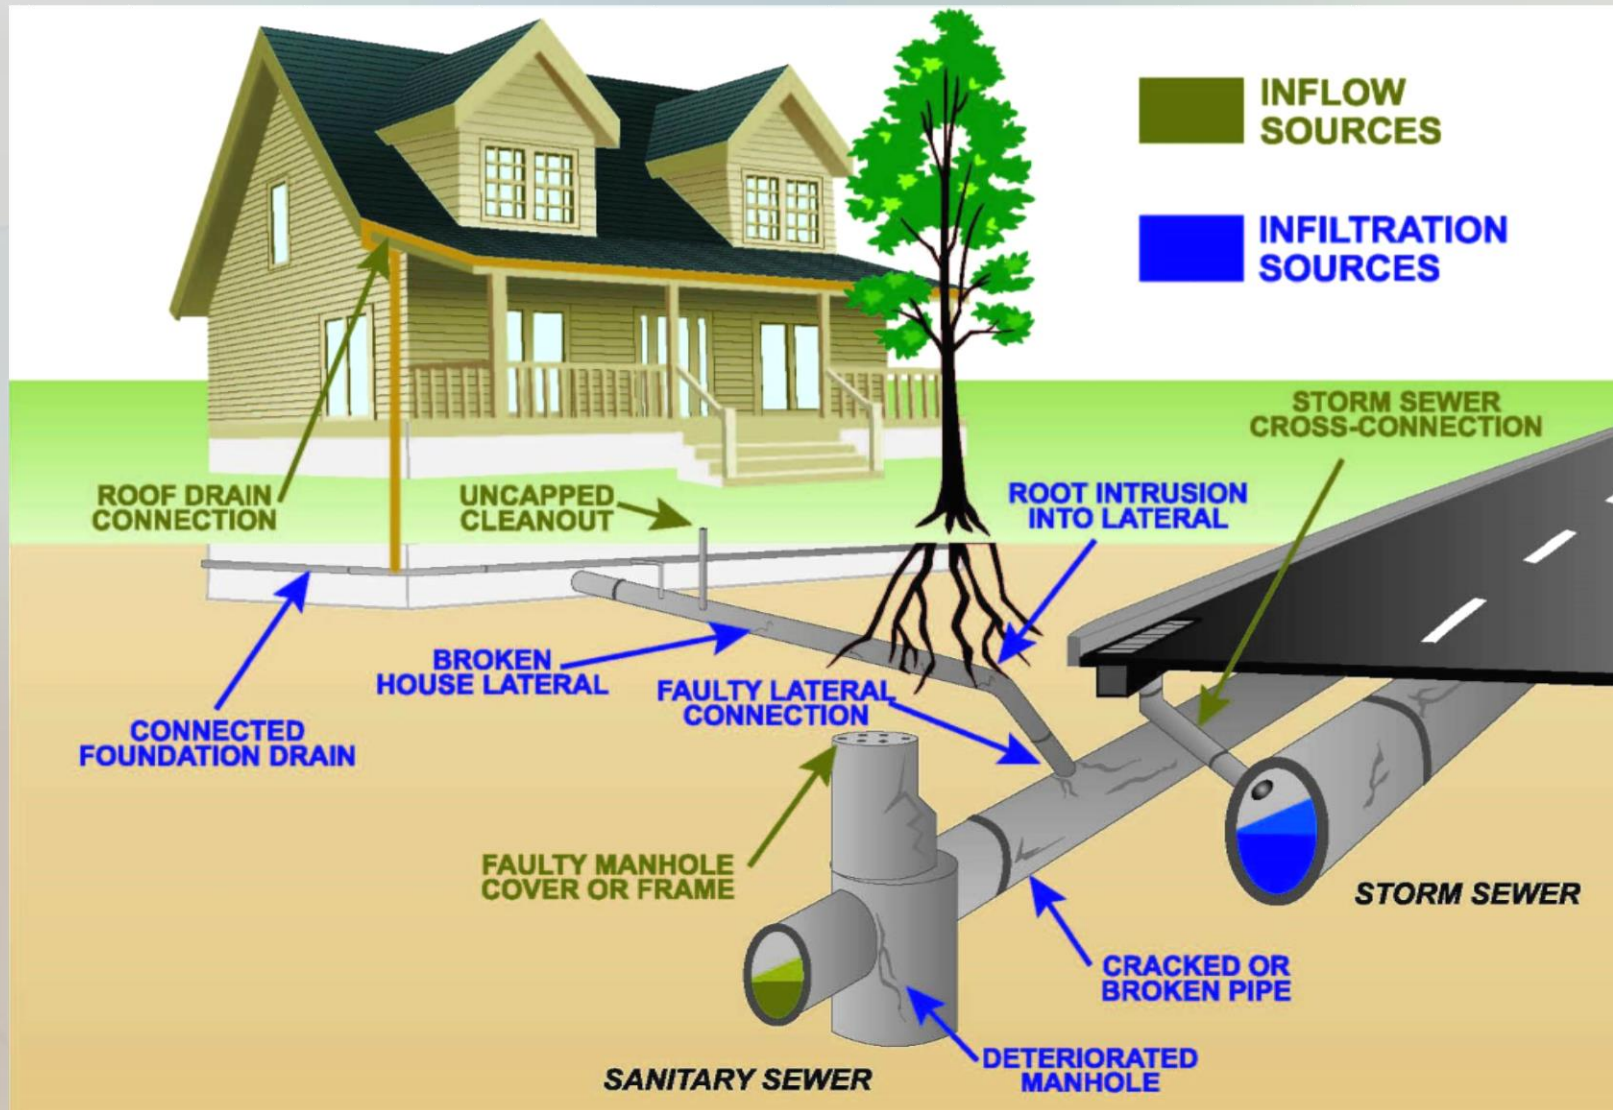 INFLOW
SOURCES
INFILTRATION
SOURCES
STORM SEWER
CROSS-CONNECTION
ROOF DRAIN
CONNECTION
UNCAPPED
CLEANOUT
ROOT INTRUSION
INTO LATERAL
BROKEN
HOUSE LATERAL
FAULTY LATERAL
CONNECTION
CONNECTED
FOUNDATION DRAIN
FAULTY MANHOLE
COVER OR FRAME
STORM SEWER
CRACKED OR
BROKEN PIPE
DETERIORATED
MANHOLE
SANITARY SEWER